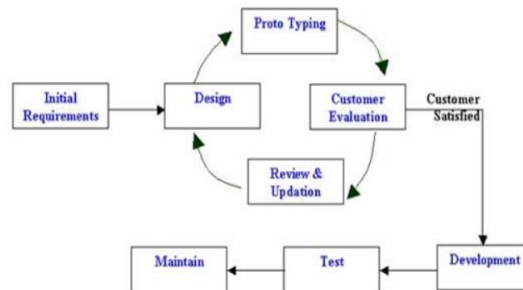 Proto Typing
Initial
Requirements
Design
Customer
Evaluation
Customer
Satisfied
Review &
Updation
Maintain
Test
Development